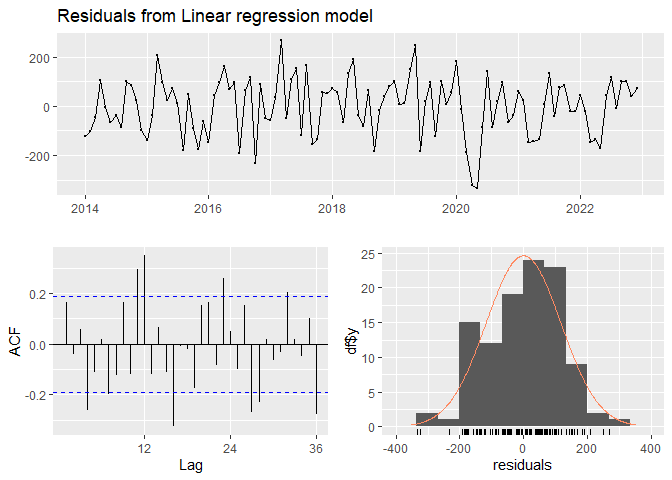 Residuals from Linear regression model
200
0
-200
2014 2016 2018 2020 2022
ACF
0.2
0.0
-0.2
12 24 36
Lag
df$y
25
20
15
10
5
0
-400 -200 0 200 400
residuals